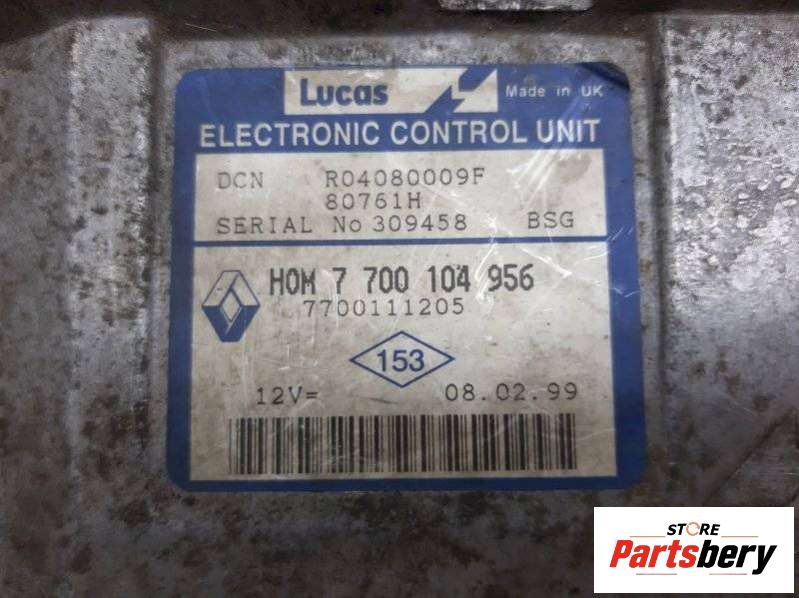 Lucas Made in UK
ELECTRONIC CONTROL UNIT
DCN R04080009F
80761H
SERIAL No 309458 BSG
HOM 7 700 104 956
7700111205
153
12V= 08.02.99
STORE
Partsbery